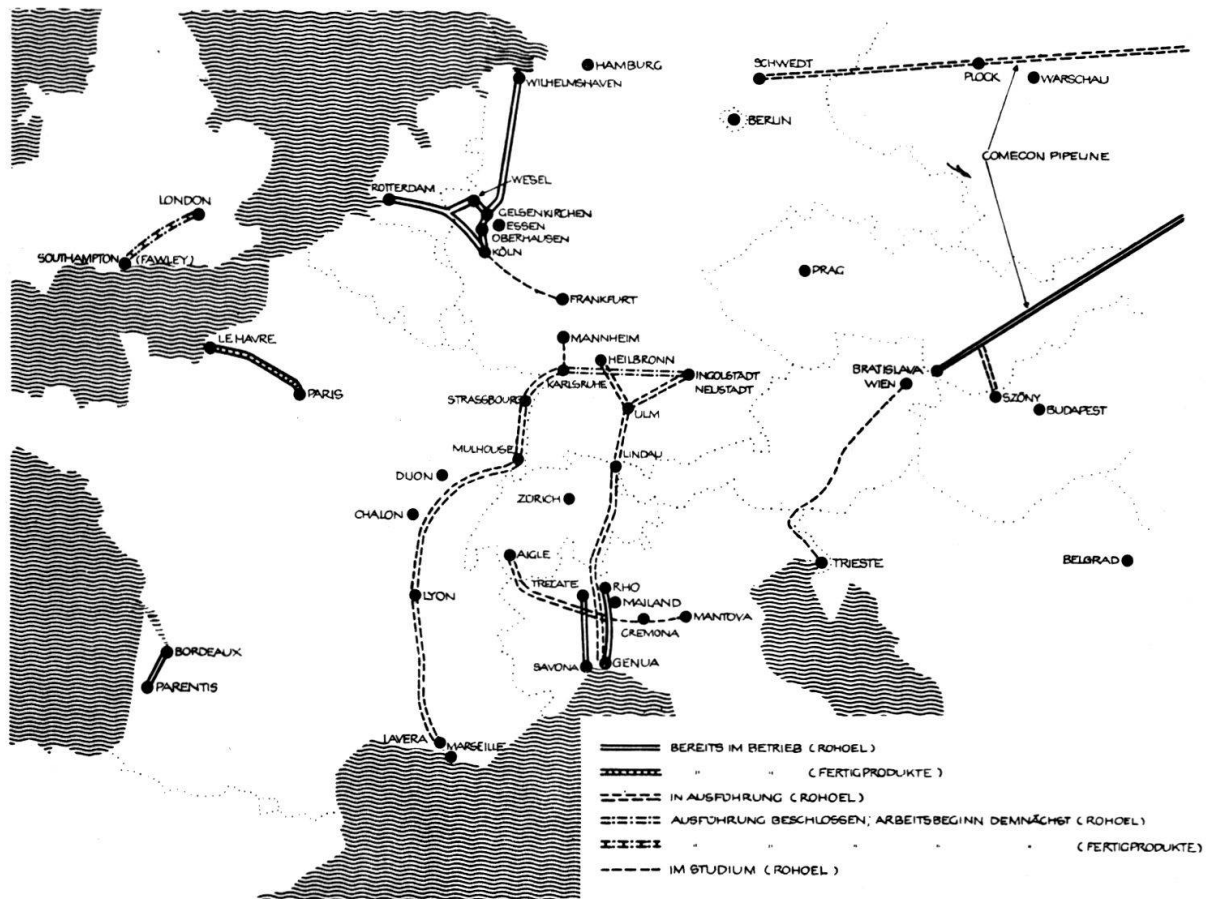 HAMBURG
WILHELMSHAVEN
SCHWEDT
PLOCK
WARSCHAU
BERLIN
COMECON PIPELINE
WESEL
ROTTERDAM
LONDON
GELSENKIRCHEN
ESSEN
OBERHAUSEN
KÖLN
SOUTHAMPTON (FAWLEY)
PRAG
FRANKFURT
LE HAVRE
MANNHEIM
HEILBRONN
KARLSRUHE
INGOLSTADT
NEUSTADT
BRATISLAVA
WIEN
PARIS
STRASSBOURG
ULM
SZÖNY
BUDAPEST
MULHOUSE
LINDAU
DIJON
ZÜRICH
CHALON
AIGLE
TRECATE
RHO
MAILAND
TRIESTE
BELGRAD
LYON
CREMONA
MANTOVA
BORDEAUX
SAVONA
GENUA
PARENTIS
LAVERA
MARSEILLE
BEREITS IM BETRIEB (ROHOEL)
" " (FERTIGPRODUKTE)
IN AUSFÜHRUNG (ROHOEL)
AUSFÜHRUNG BESCHLOSSEN; ARBEITSBEGINN DEMNÄCHST (ROHOEL)
" " " " " (FERTIGPRODUKTE)
IM STUDIUM (ROHOEL)